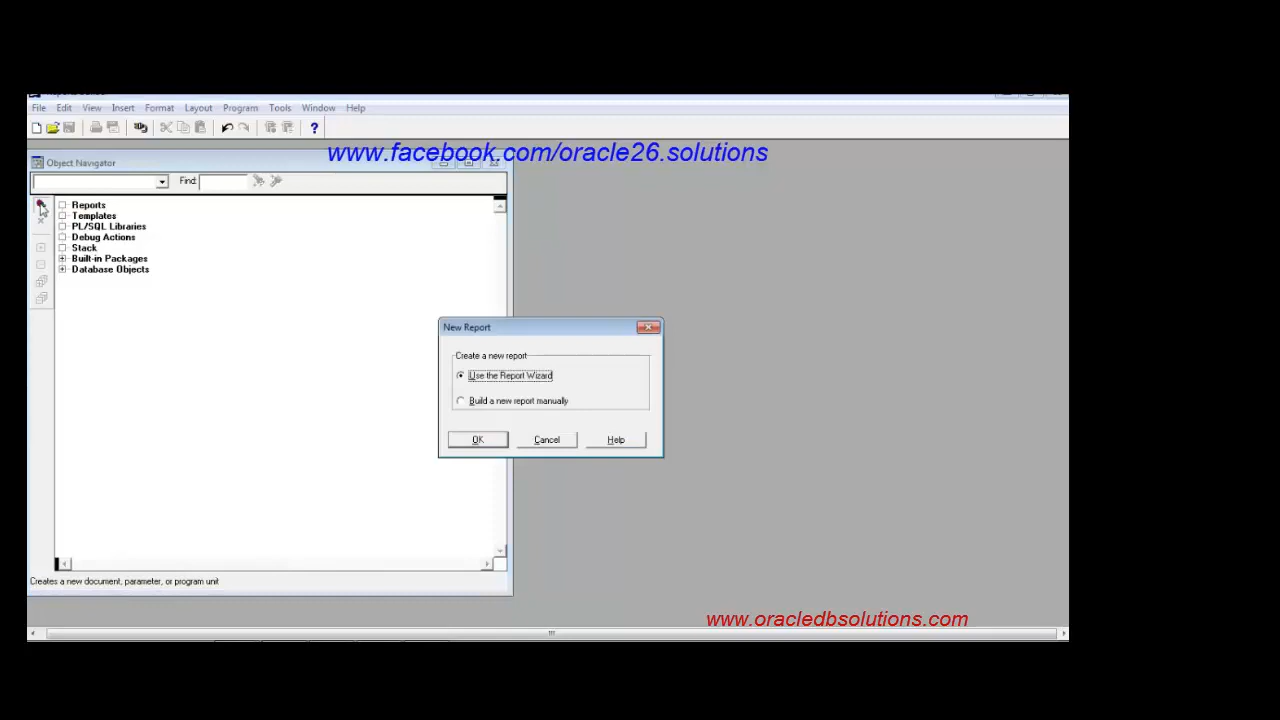 File Edit View Insert Format Layout Program Tools Window Help
www.facebook.com/oracle26.solutions
Object Navigator
Find:
Reports
Templates
PL/SQL Libraries
Debug Actions
Stack
Built-in Packages
Database Objects
New Report
Create a new report
Use the Report Wizard
Build a new report manually
OK Cancel Help
Creates a new document, parameter, or program unit
www.oracledbsolutions.com